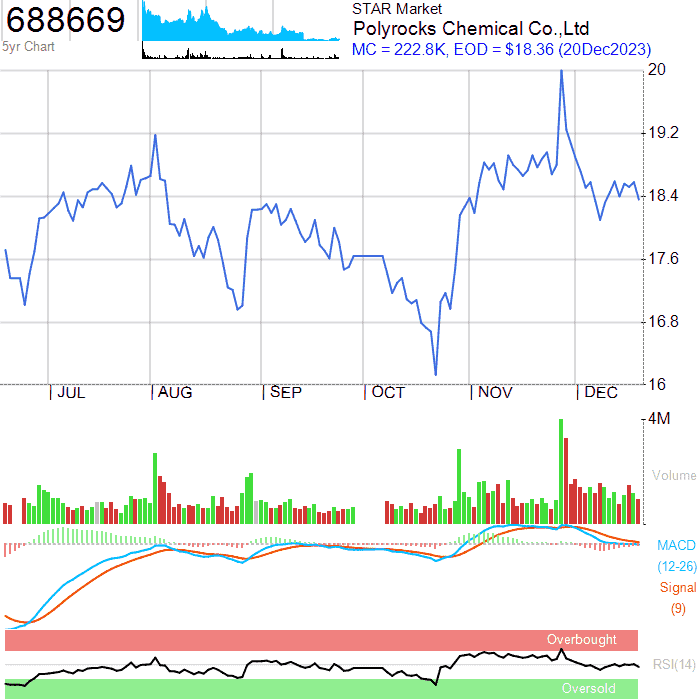 688669
5yr Chart
STAR Market
Polyrocks Chemical Co.,Ltd
MC = 222.8K, EOD = $18.36 (20Dec2023)
20
19.2
18.4
17.6
16.8
16
JUL AUG SEP OCT NOV DEC
4M
Volume
MACD
(12-26)
Signal
(9)
Overbought
RSI(14)
Oversold